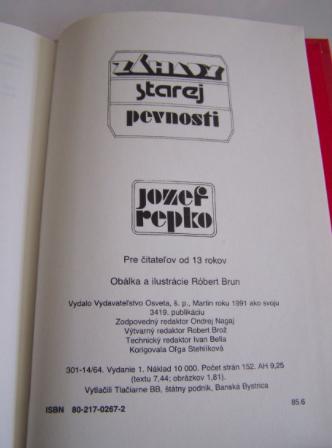 ZÁHADY
starej
pevnosti
jozef
repko
Pre čitateľov od 13 rokov
Obálka a ilustrácie Róbert Brun
Vydalo Vydavateľstvo Osveta, š. p., Martin roku 1991 ako svoju
3419. publikáciu
Zodpovedný redaktor Ondrej Nagaj
Výtvarný redaktor Robert Brož
Technický redaktor Ivan Bella
Korigovala Oľga Stehlíková
301-14/64. Vydanie 1. Náklad 10 000. Počet strán 152. AH 9,25
(textu 7,44; obrázkov 1,81).
Vytlačili Tlačiarne BB, štátny podnik, Banská Bystrica
85.6
ISBN 80-217-0267-2